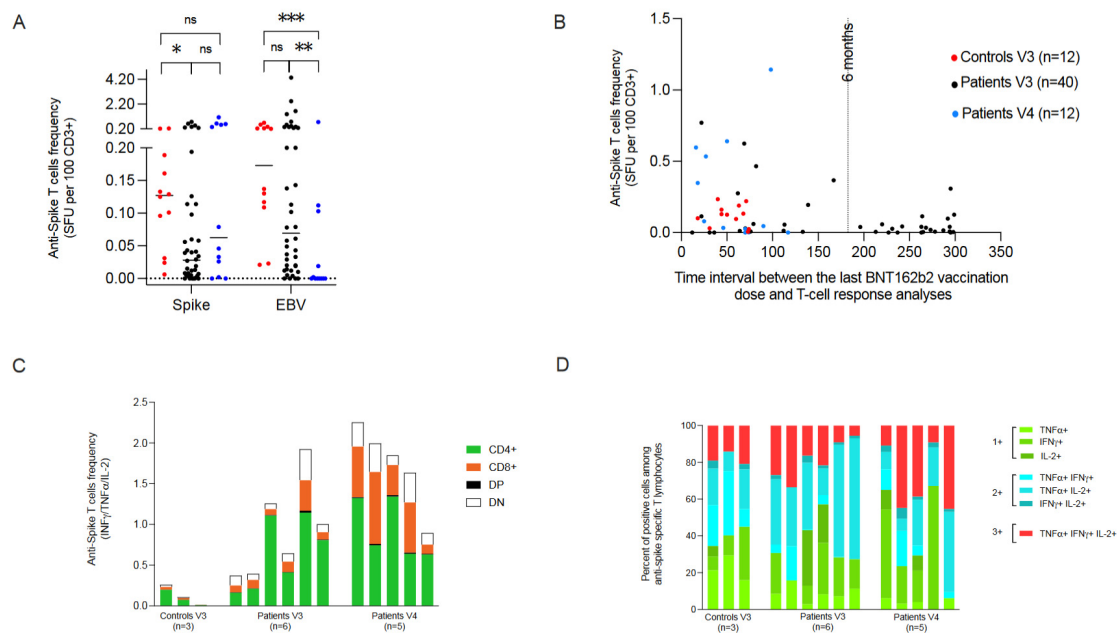 A
ns
***
*
ns
ns
**
4.20
2.20
0.20
0.20
0.15
0.10
0.05
0.00
Anti-Spike T cells frequency
(SFU per 100 CD3+)
Spike
EBV
B
1.5
1.0
0.5
0.0
Anti-Spike T cells frequency
(SFU per 100 CD3+)
6 months
Controls V3 (n=12)
Patients V3 (n=40)
Patients V4 (n=12)
0
50
100
150
200
250
300
350
Time interval between the last BNT162b2 vaccination
dose and T-cell response analyses
C
2.5
2.0
1.5
1.0
0.5
0.0
Anti-Spike T cells frequency
(INFγ/TNFα/IL-2)
CD4+
CD8+
DP
DN
Controls V3
(n=3)
Patients V3
(n=6)
Patients V4
(n=5)
D
100
80
60
40
20
0
Percent of positive cells among
anti-spike specific T lymphocytes
Controls V3
(n=3)
Patients V3
(n=6)
Patients V4
(n=5)
1+
TNFα+
IFNγ+
IL-2+
2+
TNFα+ IFNγ+
TNFα+ IL-2+
IFNγ+ IL-2+
3+
TNFα+ IFNγ+ IL-2+